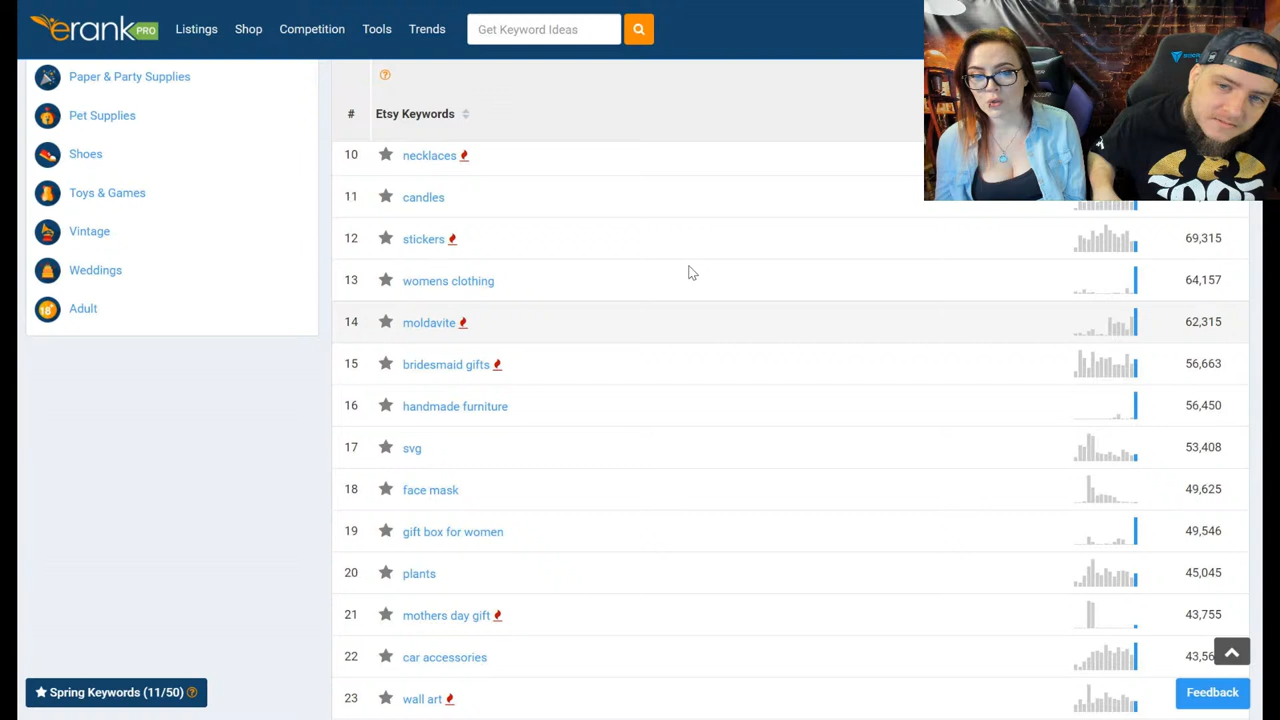 erank PRO
Listings Shop Competition Tools Trends Get Keyword Ideas
Paper & Party Supplies
Pet Supplies
Shoes
Toys & Games
Vintage
Weddings
Adult
# Etsy Keywords
10 necklaces
11 candles
12 stickers 69,315
13 womens clothing 64,157
14 moldavite 62,315
15 bridesmaid gifts 56,663
16 handmade furniture 56,450
17 svg 53,408
18 face mask 49,625
19 gift box for women 49,546
20 plants 45,045
21 mothers day gift 43,755
22 car accessories
23 wall art
Spring Keywords (11/50)
Feedback